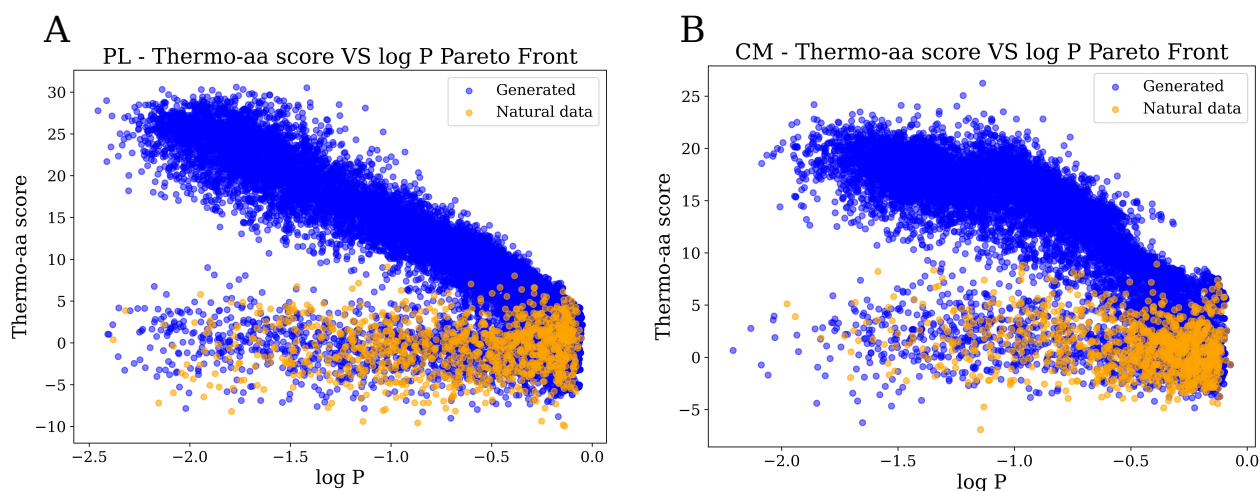 A
PL - Thermo-aa score VS log P Pareto Front
Generated
Natural data
Thermo-aa score
30
25
20
15
10
5
0
−5
−10
−2.5 −2.0 −1.5 −1.0 −0.5 0.0
log P
B
CM - Thermo-aa score VS log P Pareto Front
Generated
Natural data
Thermo-aa score
25
20
15
10
5
0
−5
−2.0 −1.5 −1.0 −0.5 0.0
log P